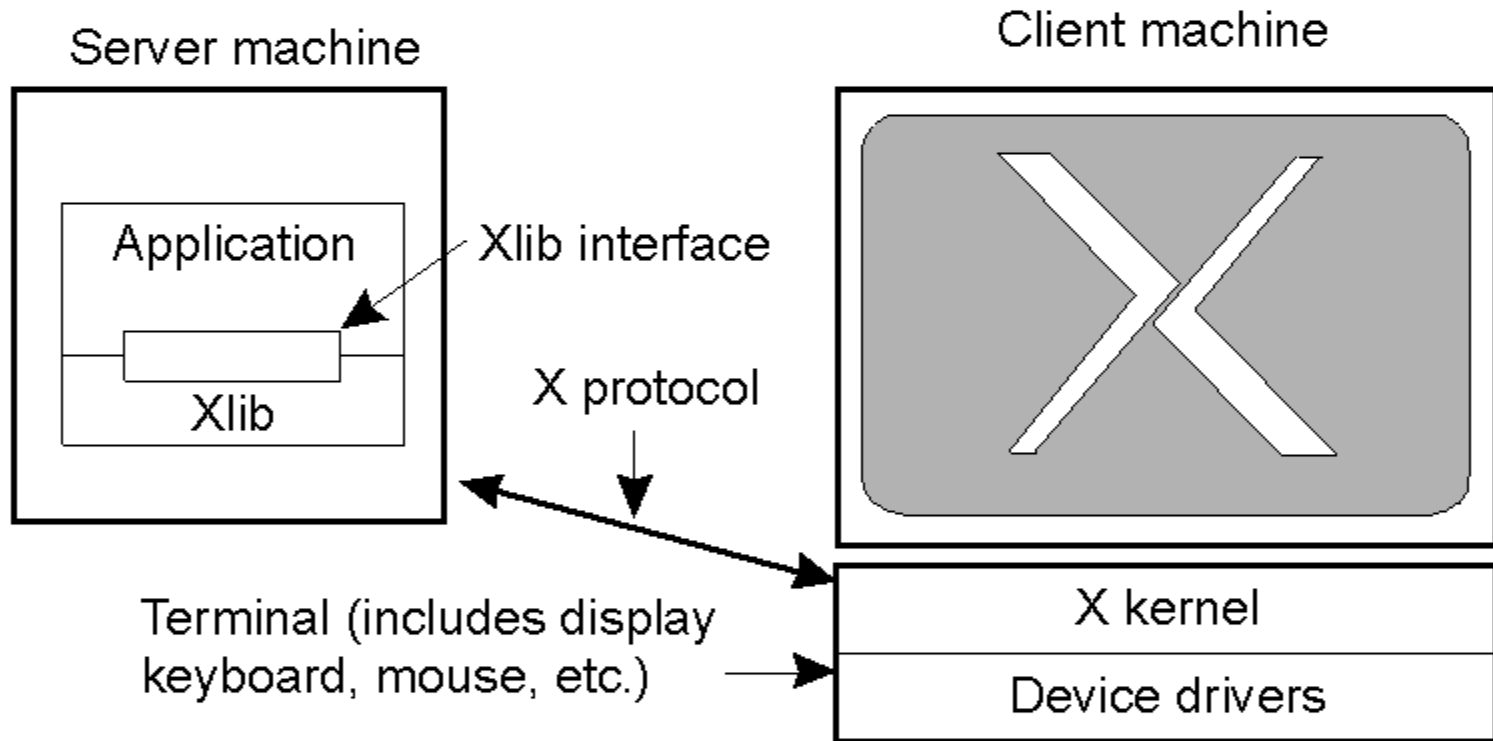 Server machine
Client machine
Application
Xlib interface
Xlib
X protocol
Terminal (includes display
keyboard, mouse, etc.)
X kernel
Device drivers